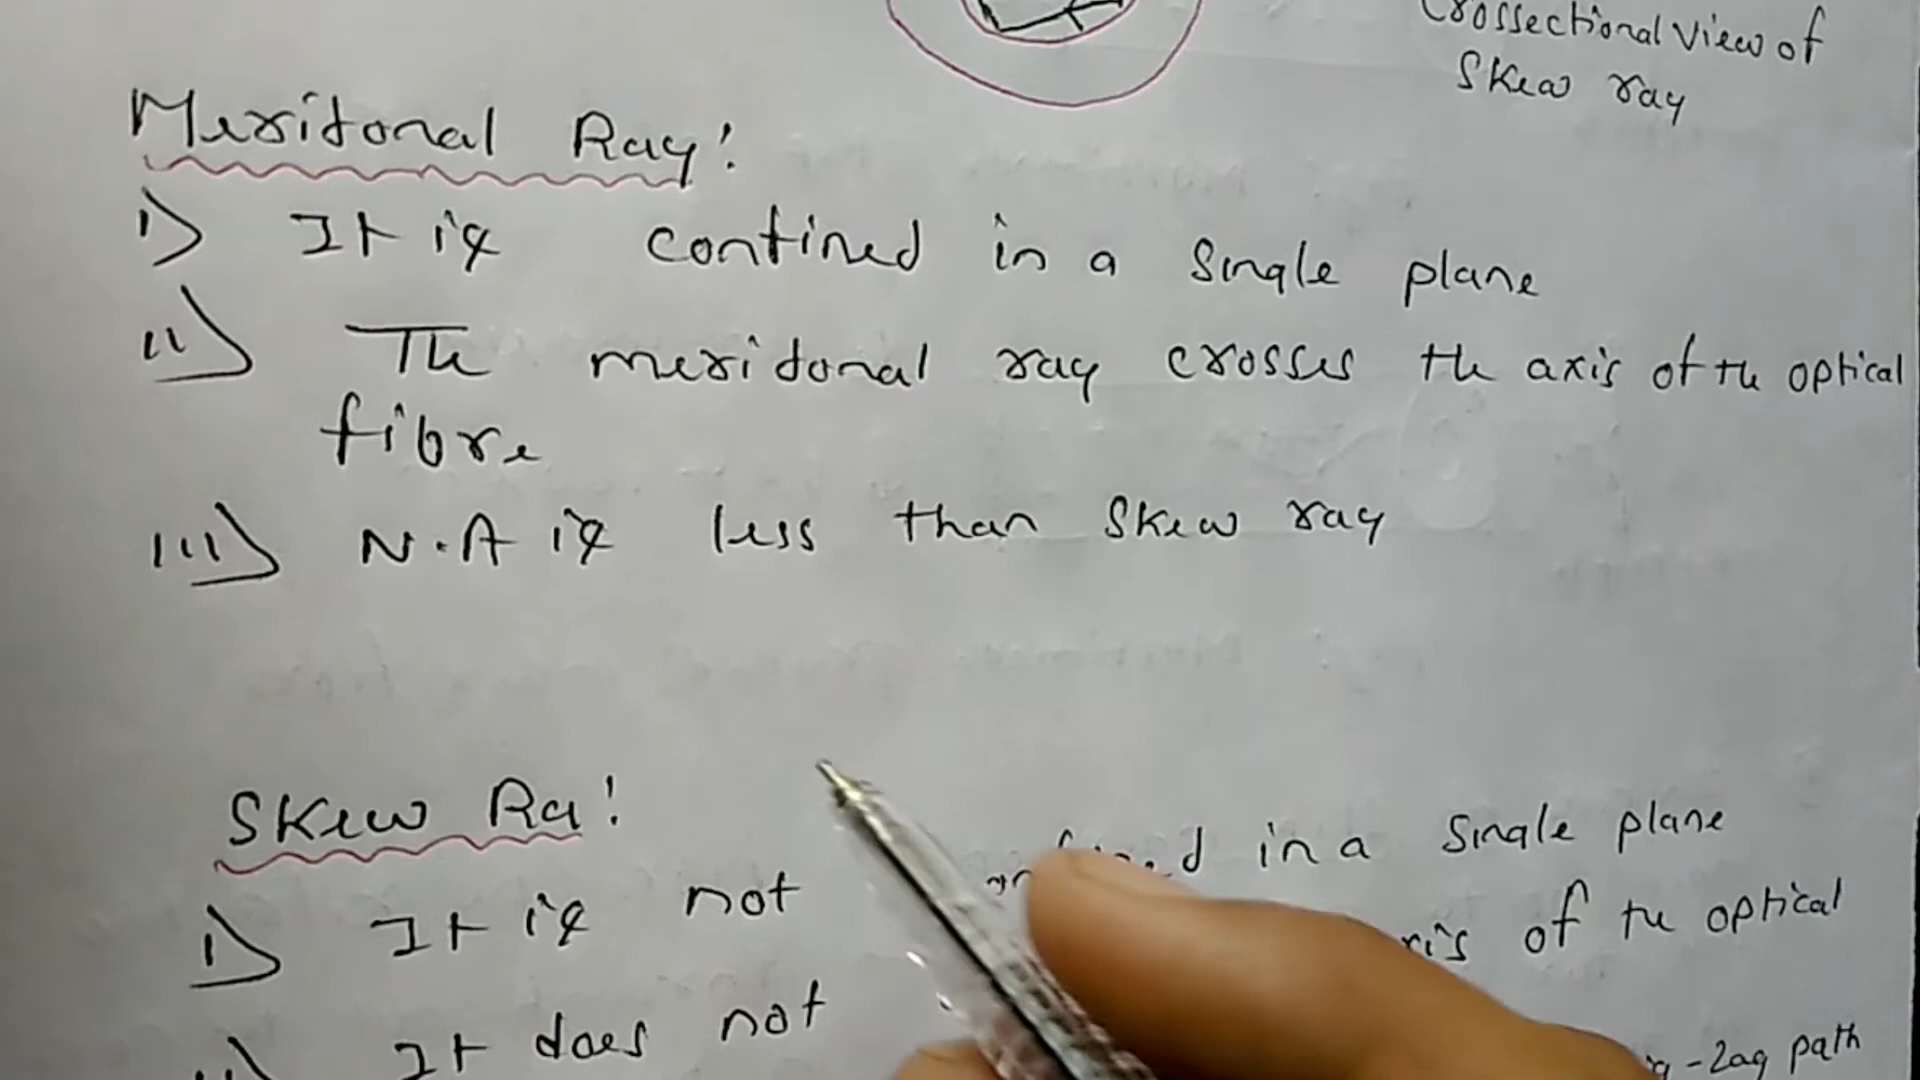 Crossectional View of
Skew ray
Meridonal Ray:
i) It is confined in a single plane
ii) The meridonal ray crosses the axis of the optical
fibre
iii) N.A is less than skew ray
Skew Ra:
i) It is not in a single plane
of the optical
ii) It does not
path